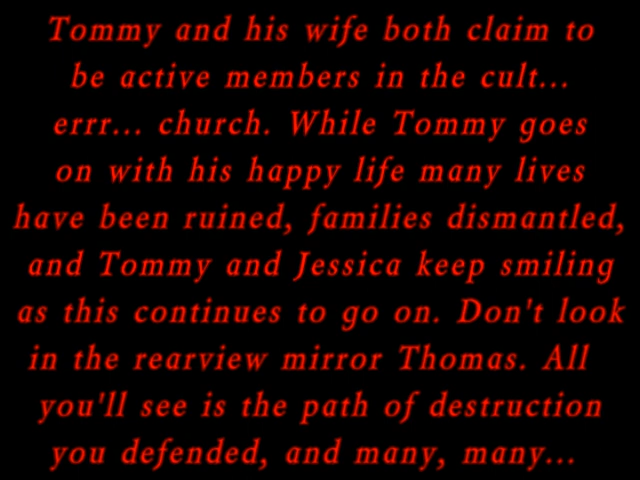 Tommy and his wife both claim to
be active members in the cult...
errr... church. While Tommy goes
on with his happy life many lives
have been ruined, families dismantled,
and Tommy and Jessica keep smiling
as this continues to go on. Don't look
in the rearview mirror Thomas. All
you'll see is the path of destruction
you defended, and many, many...